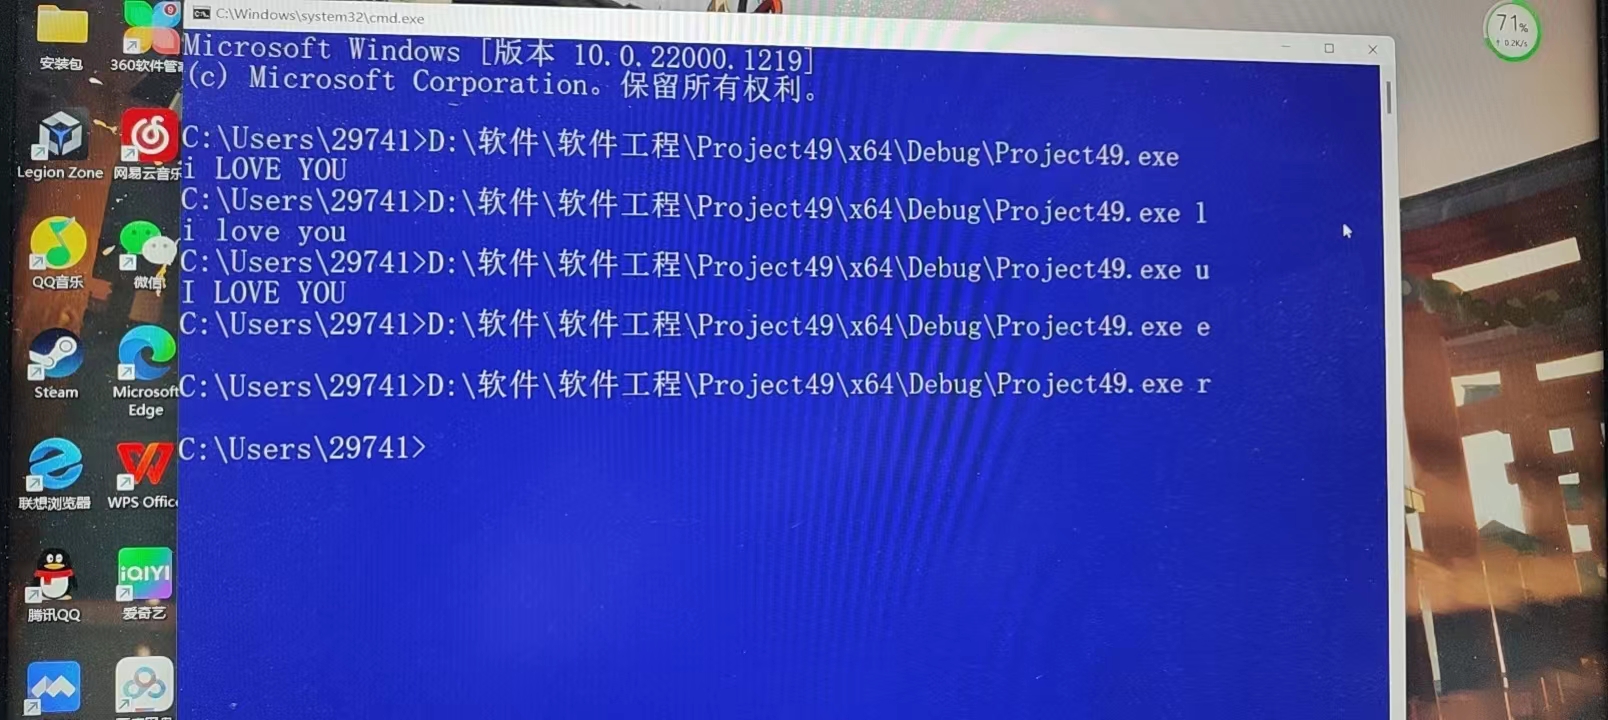 C:\Windows\system32\cmd.exe
Microsoft Windows [版本 10.0.22000.1219]
(c) Microsoft Corporation。保留所有权利。
C:\Users\29741>D:\软件\软件工程\Project49\x64\Debug\Project49.exe
i LOVE YOU
C:\Users\29741>D:\软件\软件工程\Project49\x64\Debug\Project49.exe l
i love you
C:\Users\29741>D:\软件\软件工程\Project49\x64\Debug\Project49.exe u
I LOVE YOU
C:\Users\29741>D:\软件\软件工程\Project49\x64\Debug\Project49.exe e
C:\Users\29741>D:\软件\软件工程\Project49\x64\Debug\Project49.exe r
C:\Users\29741>
安装包
360软件管
9
Legion Zone
网易云音乐
QQ音乐
微信
Steam
Microsoft
Edge
联想浏览器
WPS Offic
腾讯QQ
iQIYI
爱奇艺
71%
↑ 0.2K/s